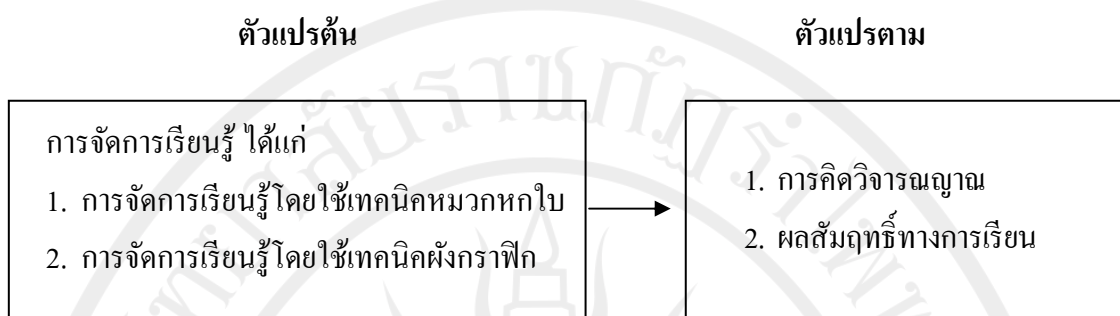 ตัวแปรต้น
ตัวแปรตาม
การจัดการเรียนรู้ ได้แก่
1. การจัดการเรียนรู้โดยใช้เทคนิคหมวกหกใบ
2. การจัดการเรียนรู้โดยใช้เทคนิคผังกราฟิก
1. การคิดวิจารณญาณ
2. ผลสัมฤทธิ์ทางการเรียน